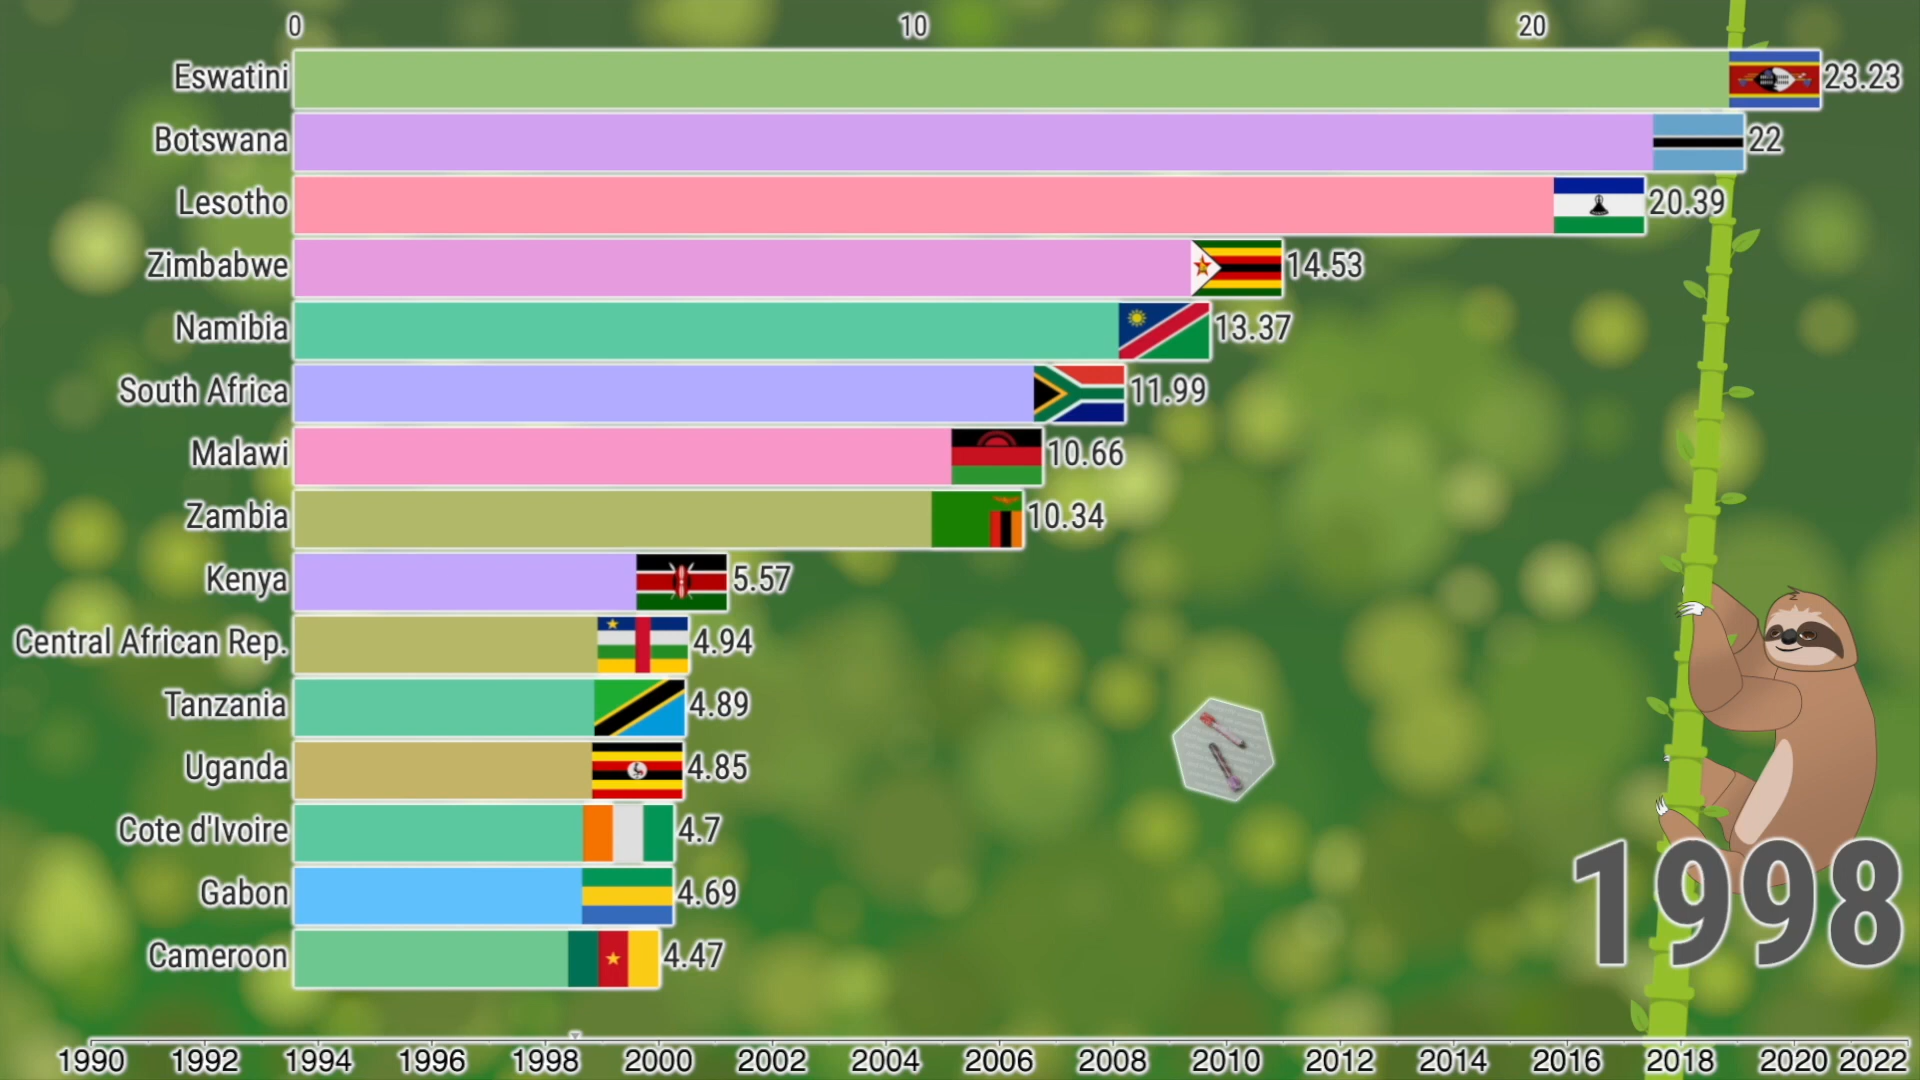 0 10 20
Eswatini 23.23
Botswana 22
Lesotho 20.39
Zimbabwe 14.53
Namibia 13.37
South Africa 11.99
Malawi 10.66
Zambia 10.34
Kenya 5.57
Central African Rep. 4.94
Tanzania 4.89
Uganda 4.85
Cote d'Ivoire 4.7
Gabon 4.69
Cameroon 4.47
1998
1990 1992 1994 1996 1998 2000 2002 2004 2006 2008 2010 2012 2014 2016 2018 2020 2022